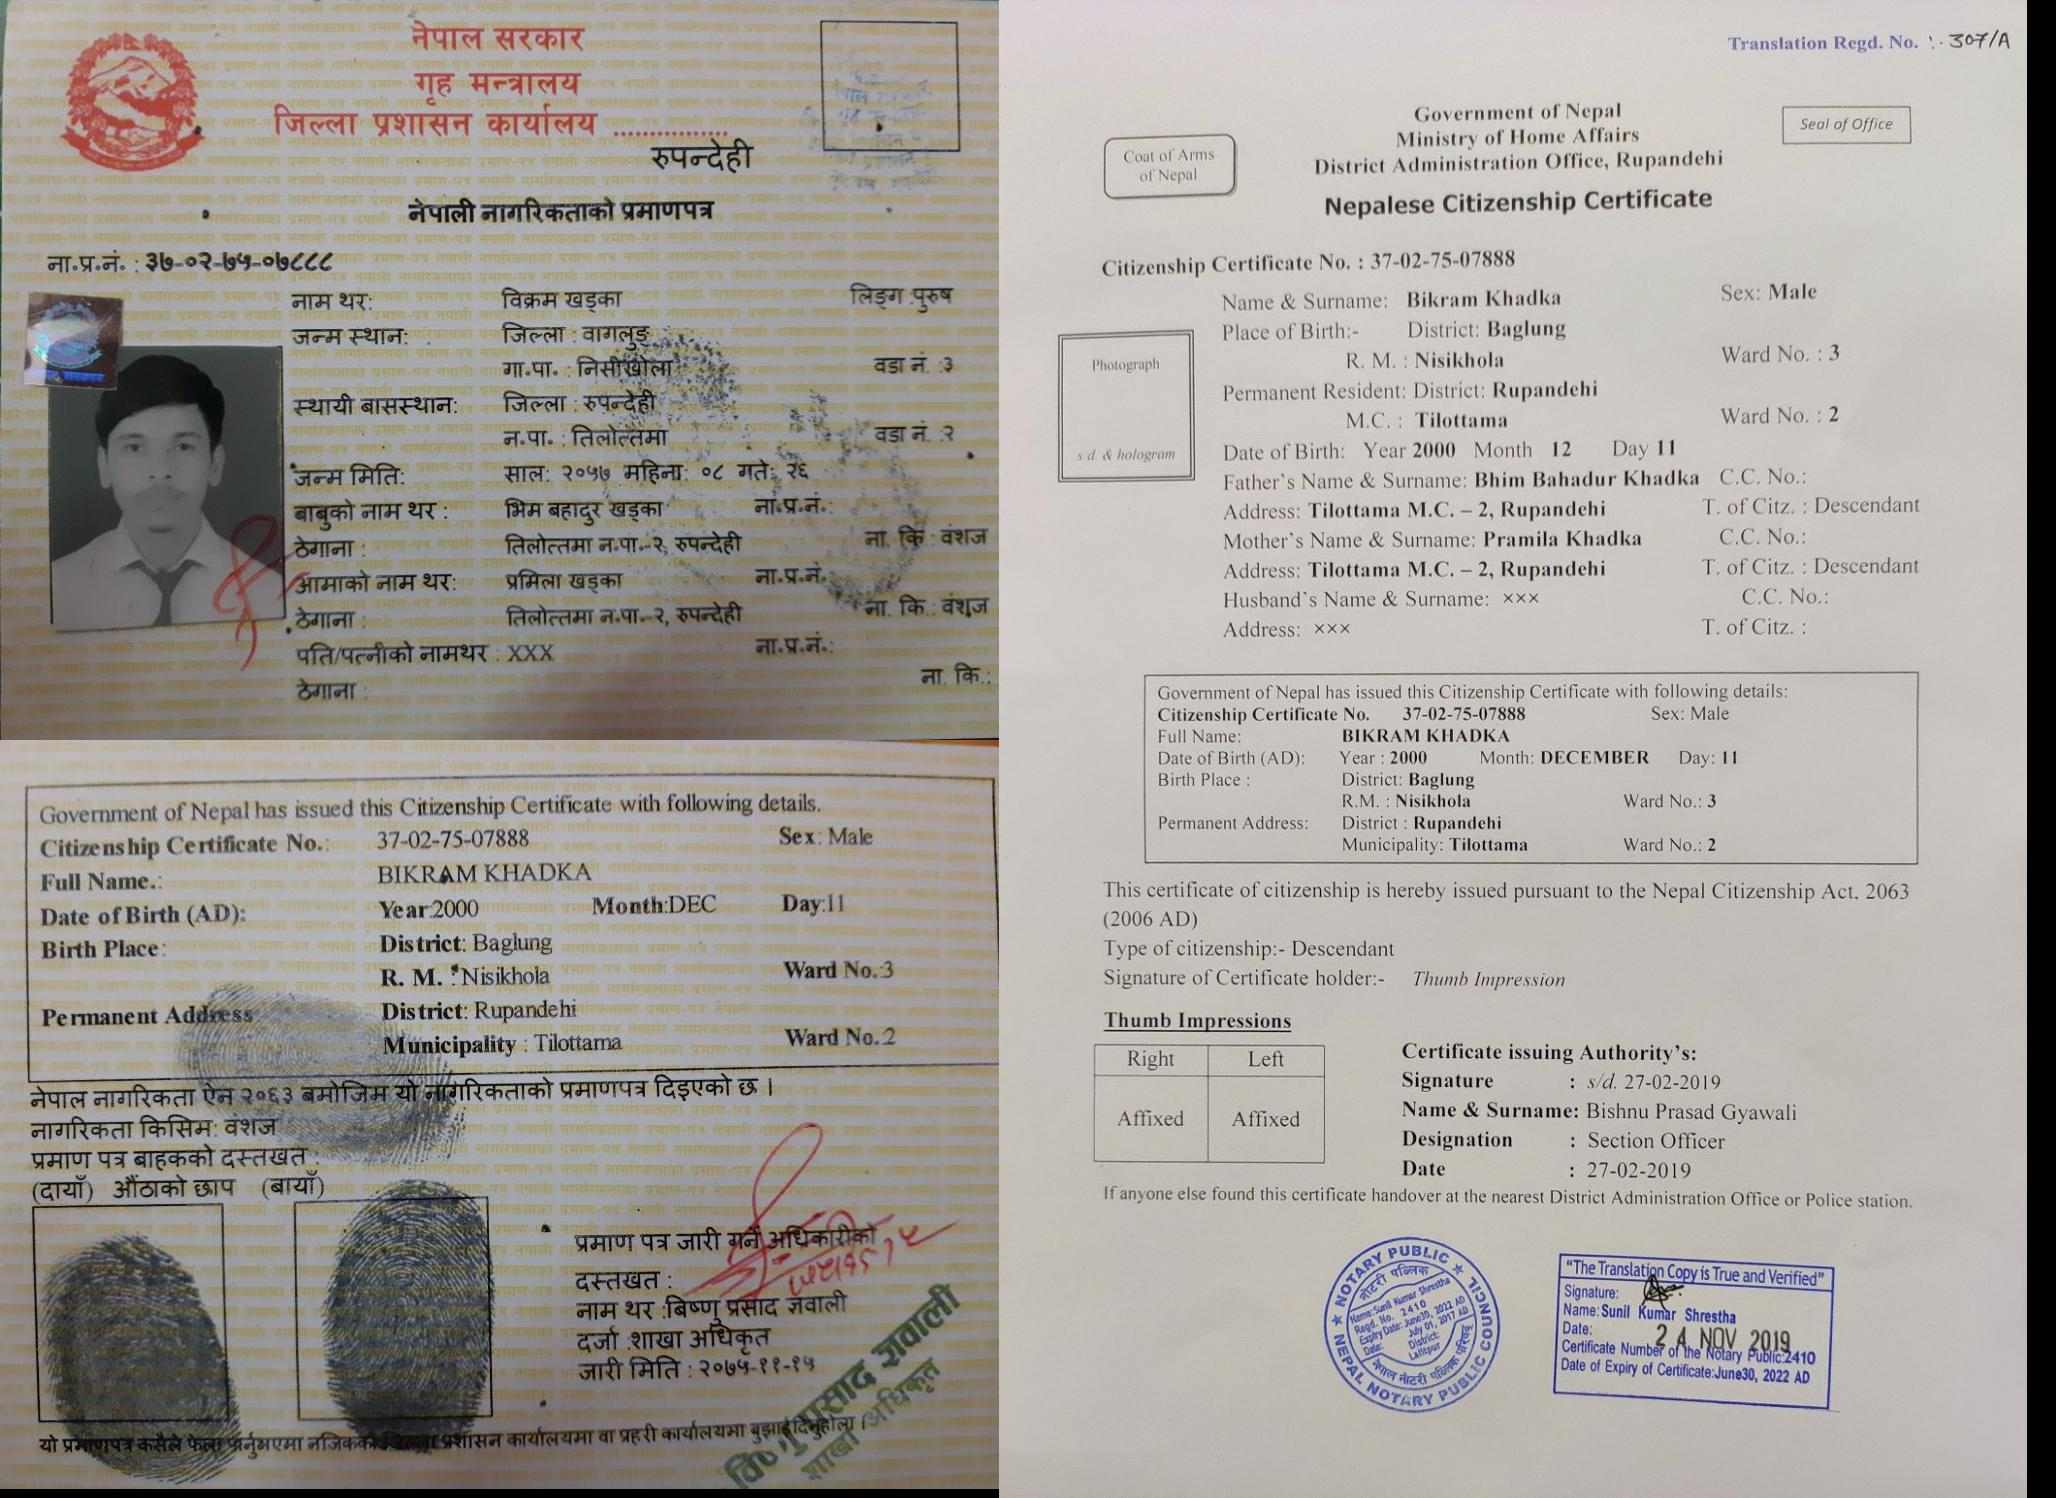 नेपाल सरकार
गृह मन्त्रालय
जिल्ला प्रशासन कार्यालय ................
रुपन्देही
नेपाली नागरिकताको प्रमाणपत्र
ना.प्र.नं. : ३७-०२-७५-०७८८८
नाम थर: विक्रम खड्का लिङ्ग :पुरुष
जन्म स्थान: जिल्ला : वागलुङ
गा.पा. : निसीखोला वडा नं. :३
स्थायी बासस्थान: जिल्ला : रुपन्देही
न.पा. : तिलोत्तमा वडा नं. :२
जन्म मिति: साल: २०५७ महिना: ०८ गते: २६
बाबुको नाम थर : भिम बहादुर खड्का ना.प्र.नं.:
ठेगाना : तिलोत्तमा न.पा.-२, रुपन्देही ना. कि: वंशज
आमाको नाम थर: प्रमिला खड्का ना.प्र.नं.:
ठेगाना : तिलोत्तमा न.पा.-२, रुपन्देही ना. कि.: वंशज
पति/पत्नीको नामथर : XXX ना.प्र.नं.:
ठेगाना : ना. कि.:
Government of Nepal has issued this Citizenship Certificate with following details.
Citizenship Certificate No.: 37-02-75-07888 Sex: Male
Full Name.: BIKRAM KHADKA
Date of Birth (AD): Year:2000 Month:DEC Day:11
Birth Place: District: Baglung
R. M. : Nisikhola Ward No.:3
Permanent Address District: Rupandehi
Municipality : Tilottama Ward No.2
नेपाल नागरिकता ऐन २०६३ बमोजिम यो नागरिकताको प्रमाणपत्र दिइएको छ ।
नागरिकता किसिम: वंशज
प्रमाण पत्र बाहकको दस्तखत :
(दायाँ) औंठाको छाप (बायाँ)
प्रमाण पत्र जारी गर्ने अधिकारीको
दस्तखत :
नाम थर :बिष्णु प्रसाद ज्ञवाली
दर्जा :शाखा अधिकृत
जारी मिति : २०७५-११-१५
यो प्रमाणपत्र कसैले फेला पार्नुभएमा नजिकको जिल्ला प्रशासन कार्यालयमा वा प्रहरी कार्यालयमा बुझाईदिनुहोला ।
शाखा अधिकृत
Translation Regd. No. :. 307/A
Government of Nepal
Ministry of Home Affairs
District Administration Office, Rupandehi
Nepalese Citizenship Certificate
Coat of Arms
of Nepal
Seal of Office
Citizenship Certificate No. : 37-02-75-07888
Name & Surname: Bikram Khadka Sex: Male
Place of Birth:- District: Baglung
R. M. : Nisikhola Ward No. : 3
Permanent Resident: District: Rupandehi
M.C. : Tilottama Ward No. : 2
Date of Birth: Year 2000 Month 12 Day 11
Father's Name & Surname: Bhim Bahadur Khadka C.C. No.:
Address: Tilottama M.C. – 2, Rupandehi T. of Citz. : Descendant
Mother's Name & Surname: Pramila Khadka C.C. No.:
Address: Tilottama M.C. – 2, Rupandehi T. of Citz. : Descendant
Husband's Name & Surname: ××× C.C. No.:
Address: ××× T. of Citz. :
Photograph
s.d. & hologram
Government of Nepal has issued this Citizenship Certificate with following details:
Citizenship Certificate No. 37-02-75-07888 Sex: Male
Full Name: BIKRAM KHADKA
Date of Birth (AD): Year : 2000 Month: DECEMBER Day: 11
Birth Place : District: Baglung
R.M. : Nisikhola Ward No.: 3
Permanent Address: District : Rupandehi
Municipality: Tilottama Ward No.: 2
This certificate of citizenship is hereby issued pursuant to the Nepal Citizenship Act, 2063
(2006 AD)
Type of citizenship:- Descendant
Signature of Certificate holder:- Thumb Impression
Thumb Impressions
Right Left
Affixed Affixed
Certificate issuing Authority's:
Signature : s/d. 27-02-2019
Name & Surname: Bishnu Prasad Gyawali
Designation : Section Officer
Date : 27-02-2019
If anyone else found this certificate handover at the nearest District Administration Office or Police station.
★ NOTARY PUBLIC ★
NEPAL NOTARY PUBLIC COUNCIL
नोटरी पब्लिक
Name: Sunil Kumar Shrestha
Regd. No. 2410
Expiry Date: June30, 2022 AD
Date: July 01, 2017 AD
District:
Lalitpur
नेपाल नोटरी पब्लिक परिषद्
"The Translation Copy is True and Verified"
Signature:
Name: Sunil Kumar Shrestha
Date: 24 NOV 2019
Certificate Number of the Notary Public:2410
Date of Expiry of Certificate:June30, 2022 AD